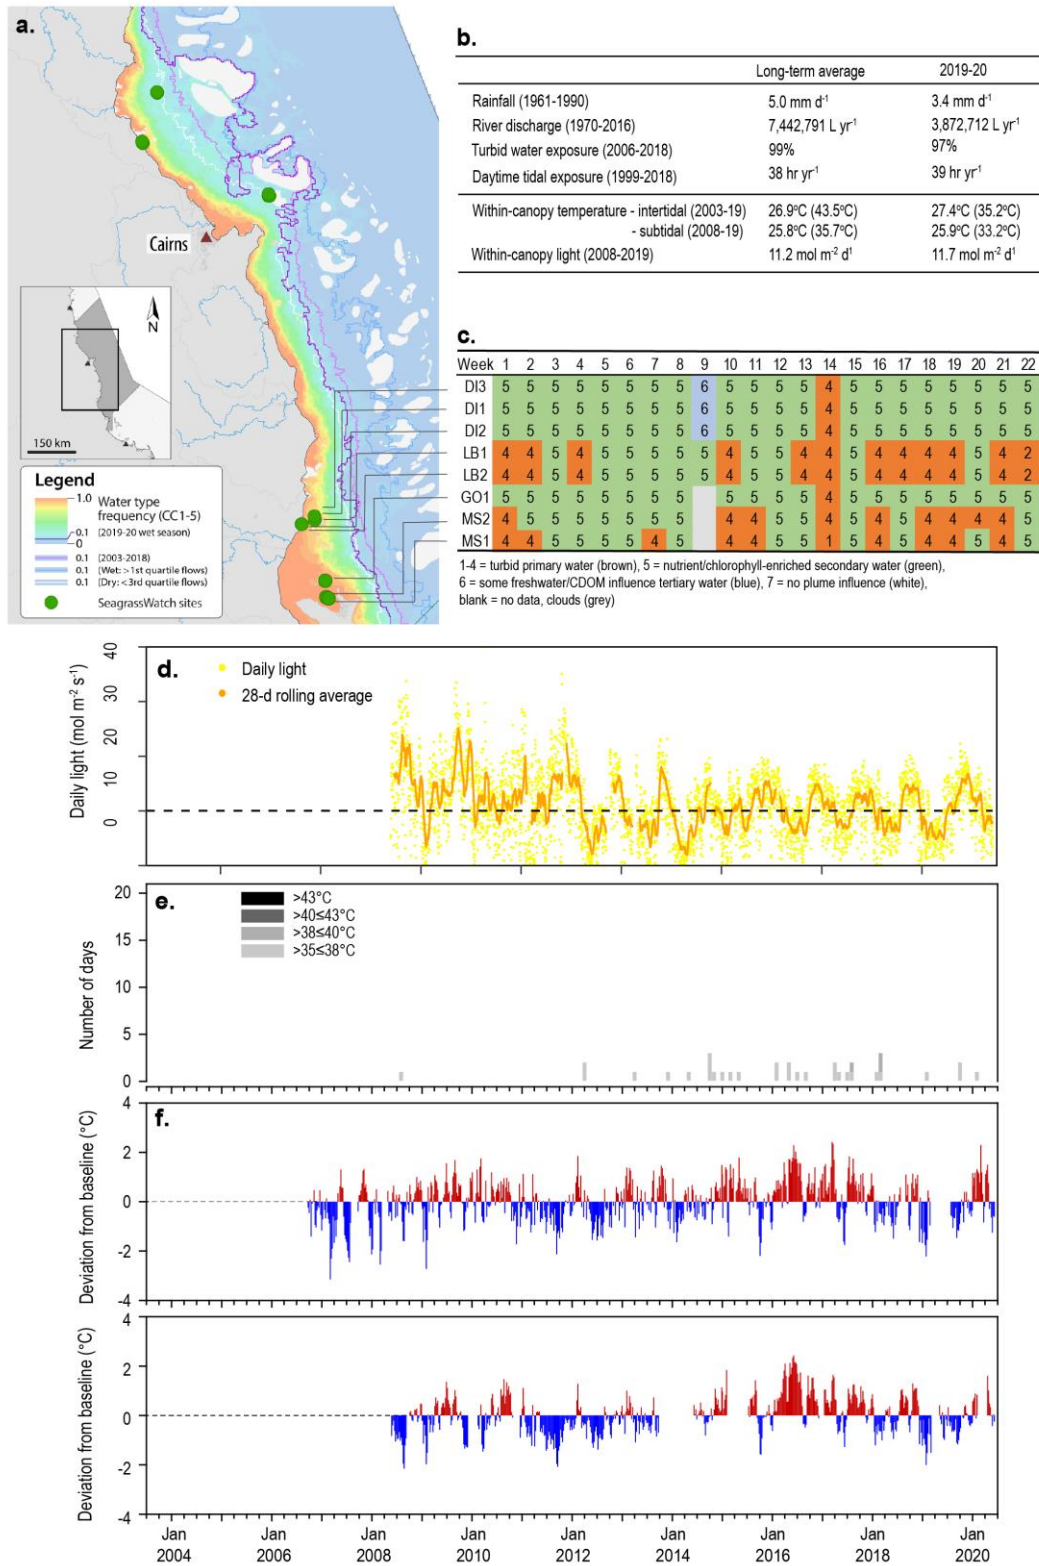 a.
Cairns
N
150 km
Legend
1.0
Water type
frequency (CC1-5)
0.1 (2019-20 wet season)
0
0.1 (2003-2018)
0.1 (Wet: >1st quartile flows)
0.1 (Dry: <3rd quartile flows)
SeagrassWatch sites
b.
Long-term average 2019-20
Rainfall (1961-1990) 5.0 mm d-1 3.4 mm d-1
River discharge (1970-2016) 7,442,791 L yr-1 3,872,712 L yr-1
Turbid water exposure (2006-2018) 99% 97%
Daytime tidal exposure (1999-2018) 38 hr yr-1 39 hr yr-1
Within-canopy temperature - intertidal (2003-19) 26.9ºC (43.5ºC) 27.4ºC (35.2ºC)
- subtidal (2008-19) 25.8ºC (35.7ºC) 25.9ºC (33.2ºC)
Within-canopy light (2008-2019) 11.2 mol m-2 d1 11.7 mol m-2 d1
c.
Week 1 2 3 4 5 6 7 8 9 10 11 12 13 14 15 16 17 18 19 20 21 22
DI3 5 5 5 5 5 5 5 5 6 5 5 5 5 4 5 5 5 5 5 5 5 5
DI1 5 5 5 5 5 5 5 5 6 5 5 5 5 4 5 5 5 5 5 5 5 5
DI2 5 5 5 5 5 5 5 5 6 5 5 5 5 4 5 5 5 5 5 5 5 5
LB1 4 4 5 4 5 5 5 5 5 4 5 5 4 4 5 4 4 4 4 5 4 2
LB2 4 4 5 4 5 5 5 5 5 4 5 5 4 4 5 4 4 4 4 5 4 2
GO1 5 5 5 5 5 5 5 5 5 5 5 5 4 5 5 5 5 5 5 5 5
MS2 4 5 5 5 5 5 5 5 4 4 5 5 4 5 4 5 4 4 4 4 5
MS1 4 4 5 5 5 5 4 5 4 4 5 5 1 5 4 5 4 4 5 4 5
1-4 = turbid primary water (brown), 5 = nutrient/chlorophyll-enriched secondary water (green),
6 = some freshwater/CDOM influence tertiary water (blue), 7 = no plume influence (white),
blank = no data, clouds (grey)
d.
Daily light
28-d rolling average
Daily light (mol m-2 s-1)
40
30
20
10
0
e.
>43°C
>40≤43°C
>38≤40°C
>35≤38°C
Number of days
20
15
10
5
0
f.
Deviation from baseline (°C)
4
2
0
-2
-4
Deviation from baseline (°C)
4
2
0
-2
-4
Jan Jan Jan Jan Jan Jan Jan Jan Jan
2004 2006 2008 2010 2012 2014 2016 2018 2020